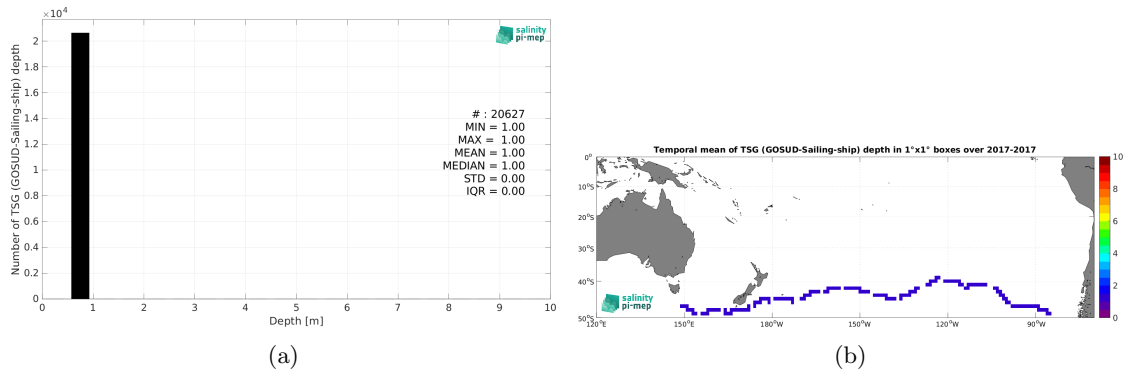 ×10⁴
2
1.8
1.6
1.4
1.2
1
0.8
0.6
0.4
0.2
0
Number of TSG (GOSUD-Sailing-ship) depth
salinity
pi-mep
# : 20627
MIN = 1.00
MAX = 1.00
MEAN = 1.00
MEDIAN = 1.00
STD = 0.00
IQR = 0.00
0 1 2 3 4 5 6 7 8 9 10
Depth [m]
(a)
Temporal mean of TSG (GOSUD-Sailing-ship) depth in 1°x1° boxes over 2017-2017
0°
10°S
20°S
30°S
40°S
50°S
120°E 150°E 180°W 150°W 120°W 90°W
salinity
pi-mep
10
8
6
4
2
0
(b)